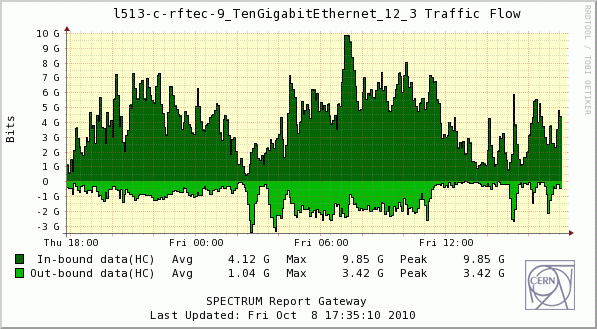 l513-c-rftec-9_TenGigabitEthernet_12_3 Traffic Flow
RRDTOOL / TOBI OETIKER
Bits
10 G
9 G
8 G
7 G
6 G
5 G
4 G
3 G
2 G
1 G
0
-1 G
-2 G
-3 G
Thu 18:00 Fri 00:00 Fri 06:00 Fri 12:00
In-bound data(HC) Avg 4.12 G Max 9.85 G Peak 9.85 G
Out-bound data(HC) Avg 1.04 G Max 3.42 G Peak 3.42 G
CERN
SPECTRUM Report Gateway
Last Updated: Fri Oct 8 17:35:10 2010